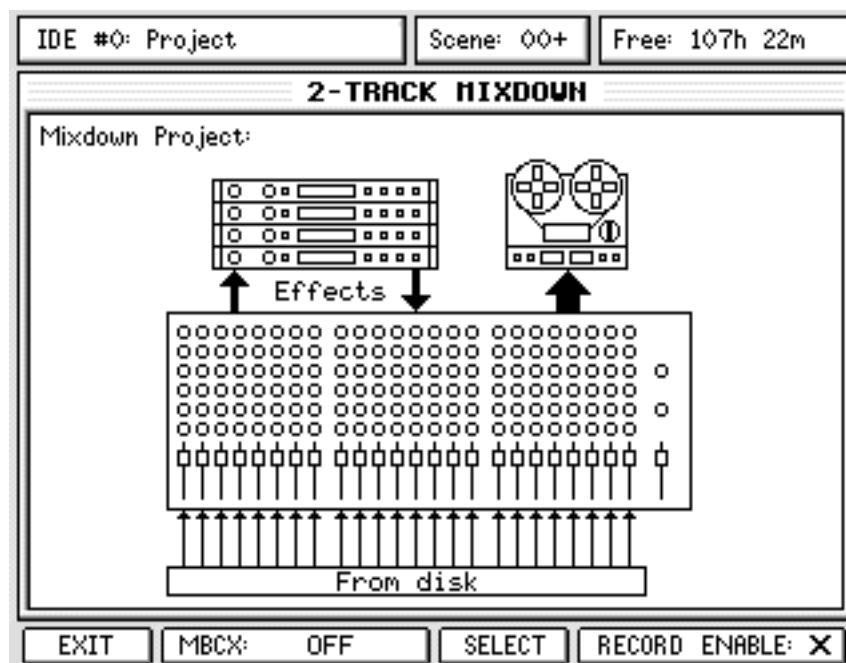 IDE #0: Project
Scene: 00+
Free: 107h 22m
2-TRACK MIXDOWN
Mixdown Project:
Effects
From disk
EXIT
MBCX: OFF
SELECT
RECORD ENABLE: X